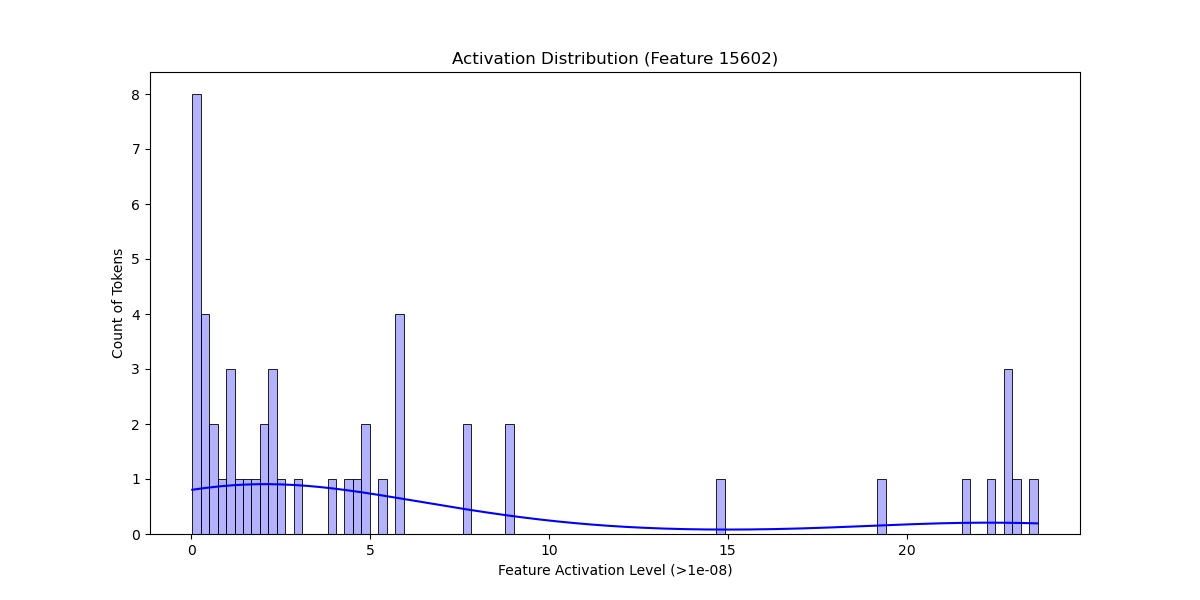 Activation Distribution (Feature 15602)
Count of Tokens
8
7
6
5
4
3
2
1
0
0 5 10 15 20
Feature Activation Level (>1e-08)